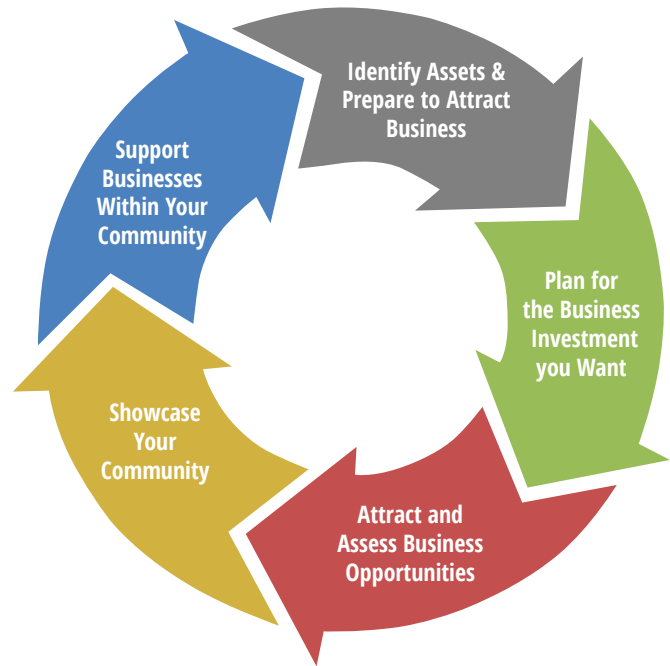 Identify Assets &
Prepare to Attract
Business
Plan for
the Business
Investment
you Want
Attract and
Assess Business
Opportunities
Showcase
Your
Community
Support
Businesses
Within Your
Community